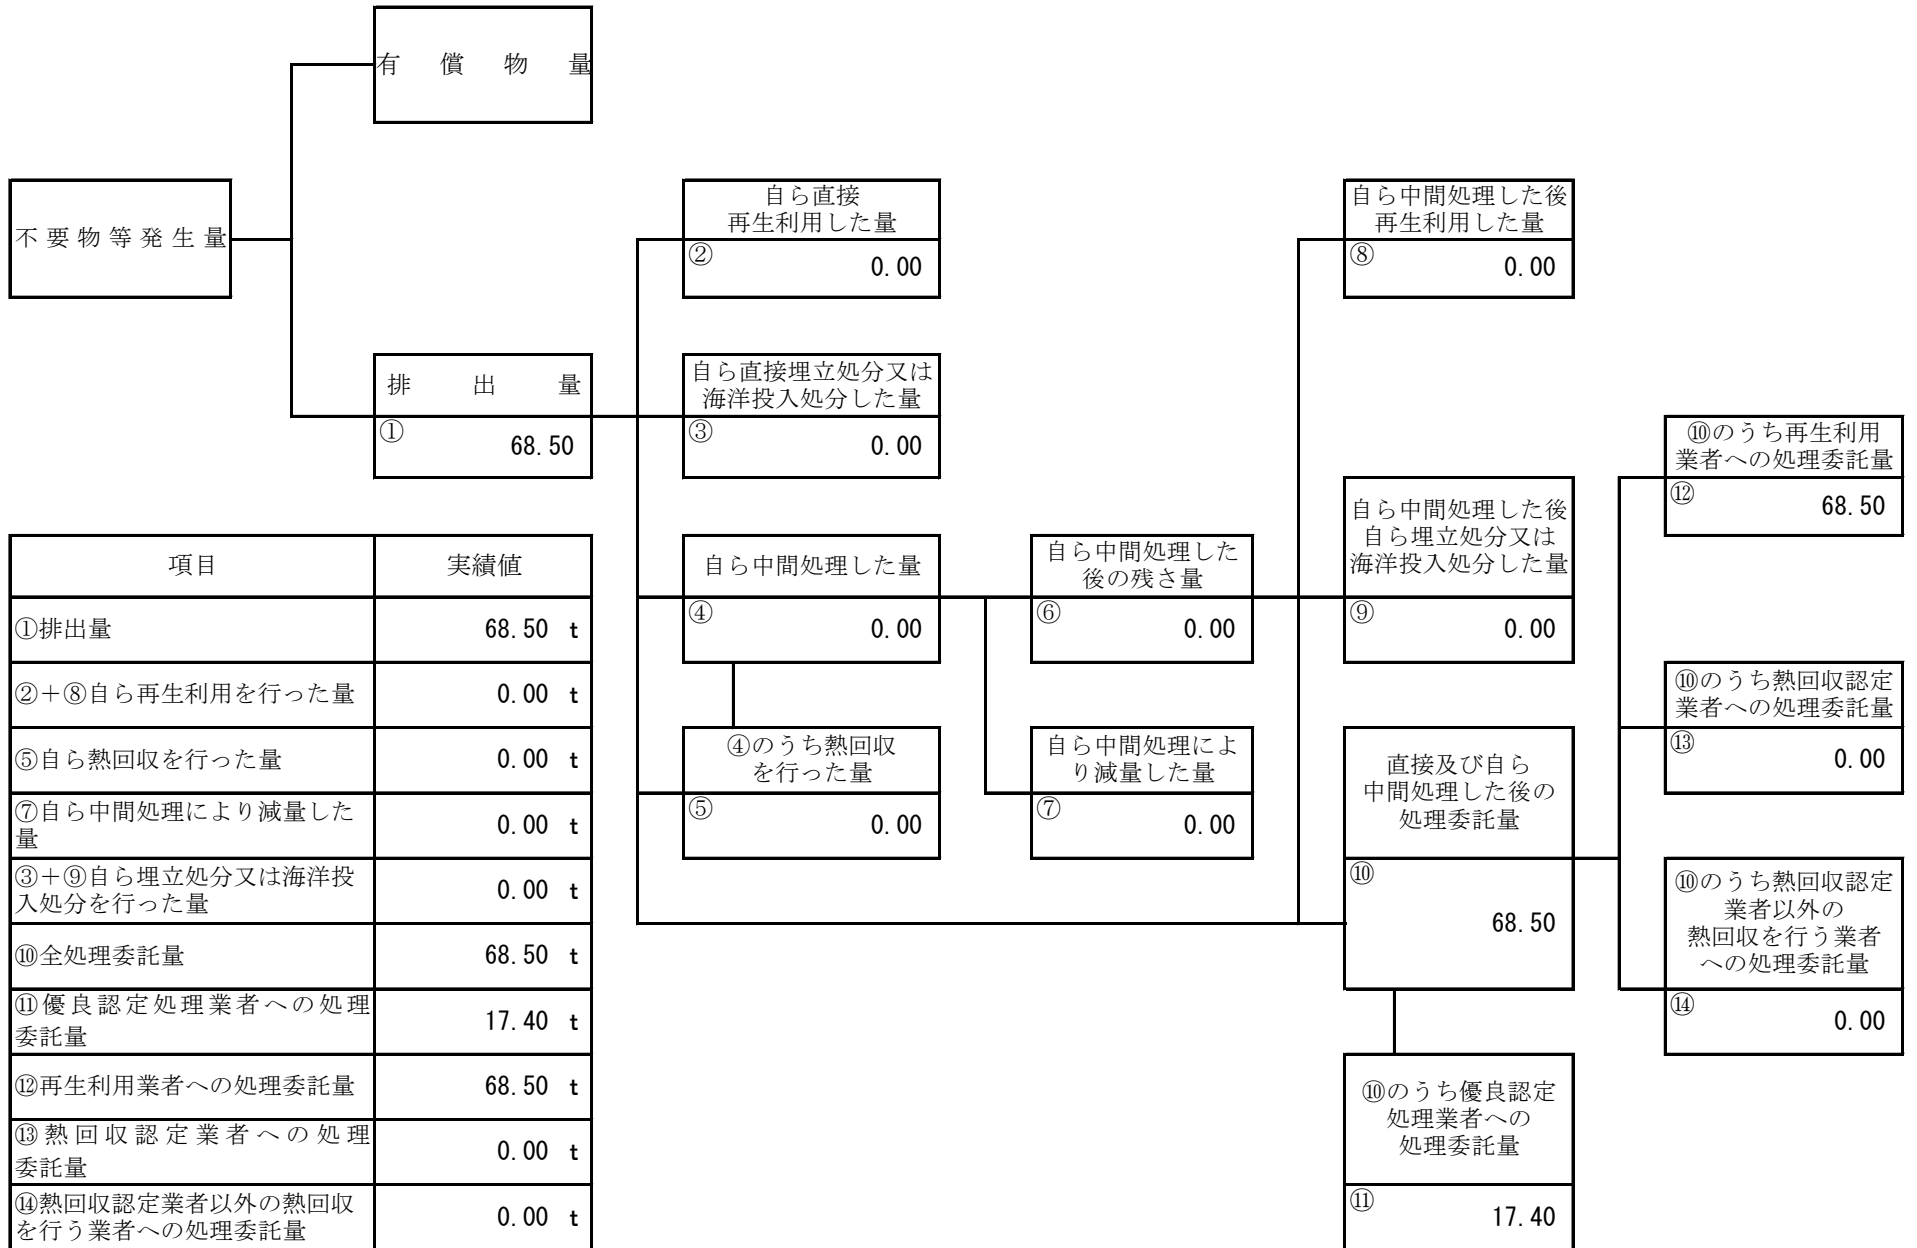 有償物量
不要物等発生量
排出量
①
68.50
自ら直接
再生利用した量
②
0.00
自ら直接埋立処分又は
海洋投入処分した量
③
0.00
自ら中間処理した量
④
0.00
④のうち熱回収
を行った量
⑤
0.00
自ら中間処理した
後の残さ量
⑥
0.00
自ら中間処理によ
り減量した量
⑦
0.00
自ら中間処理した後
再生利用した量
⑧
0.00
自ら中間処理した後
自ら埋立処分又は
海洋投入処分した量
⑨
0.00
直接及び自ら
中間処理した後の
処理委託量
⑩
68.50
⑩のうち優良認定
処理業者への
処理委託量
⑪
17.40
⑩のうち再生利用
業者への処理委託量
⑫
68.50
⑩のうち熱回収認定
業者への処理委託量
⑬
0.00
⑩のうち熱回収認定
業者以外の
熱回収を行う業者
への処理委託量
⑭
0.00
項目 実績値
①排出量 68.50 t
②＋⑧自ら再生利用を行った量 0.00 t
⑤自ら熱回収を行った量 0.00 t
⑦自ら中間処理により減量した
量 0.00 t
③＋⑨自ら埋立処分又は海洋投
入処分を行った量 0.00 t
⑩全処理委託量 68.50 t
⑪優良認定処理業者への処理
委託量 17.40 t
⑫再生利用業者への処理委託量 68.50 t
⑬熱回収認定業者への処理
委託量 0.00 t
⑭熱回収認定業者以外の熱回収
を行う業者への処理委託量 0.00 t